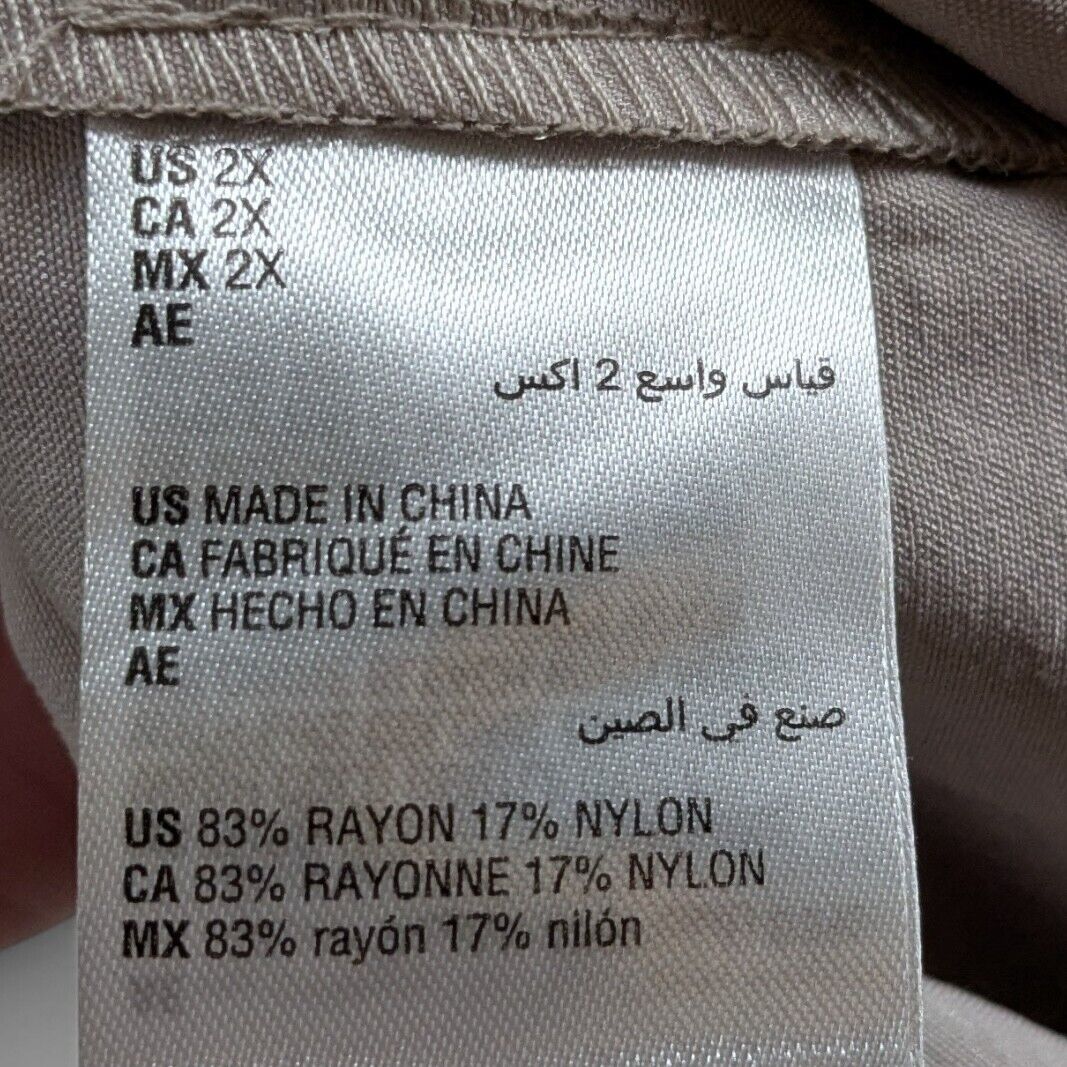 US 2X
CA 2X
MX 2X
AE
قياس واسع 2 اكس
US MADE IN CHINA
CA FABRIQUÉ EN CHINE
MX HECHO EN CHINA
AE
صنع في الصين
US 83% RAYON 17% NYLON
CA 83% RAYONNE 17% NYLON
MX 83% rayón 17% nilón